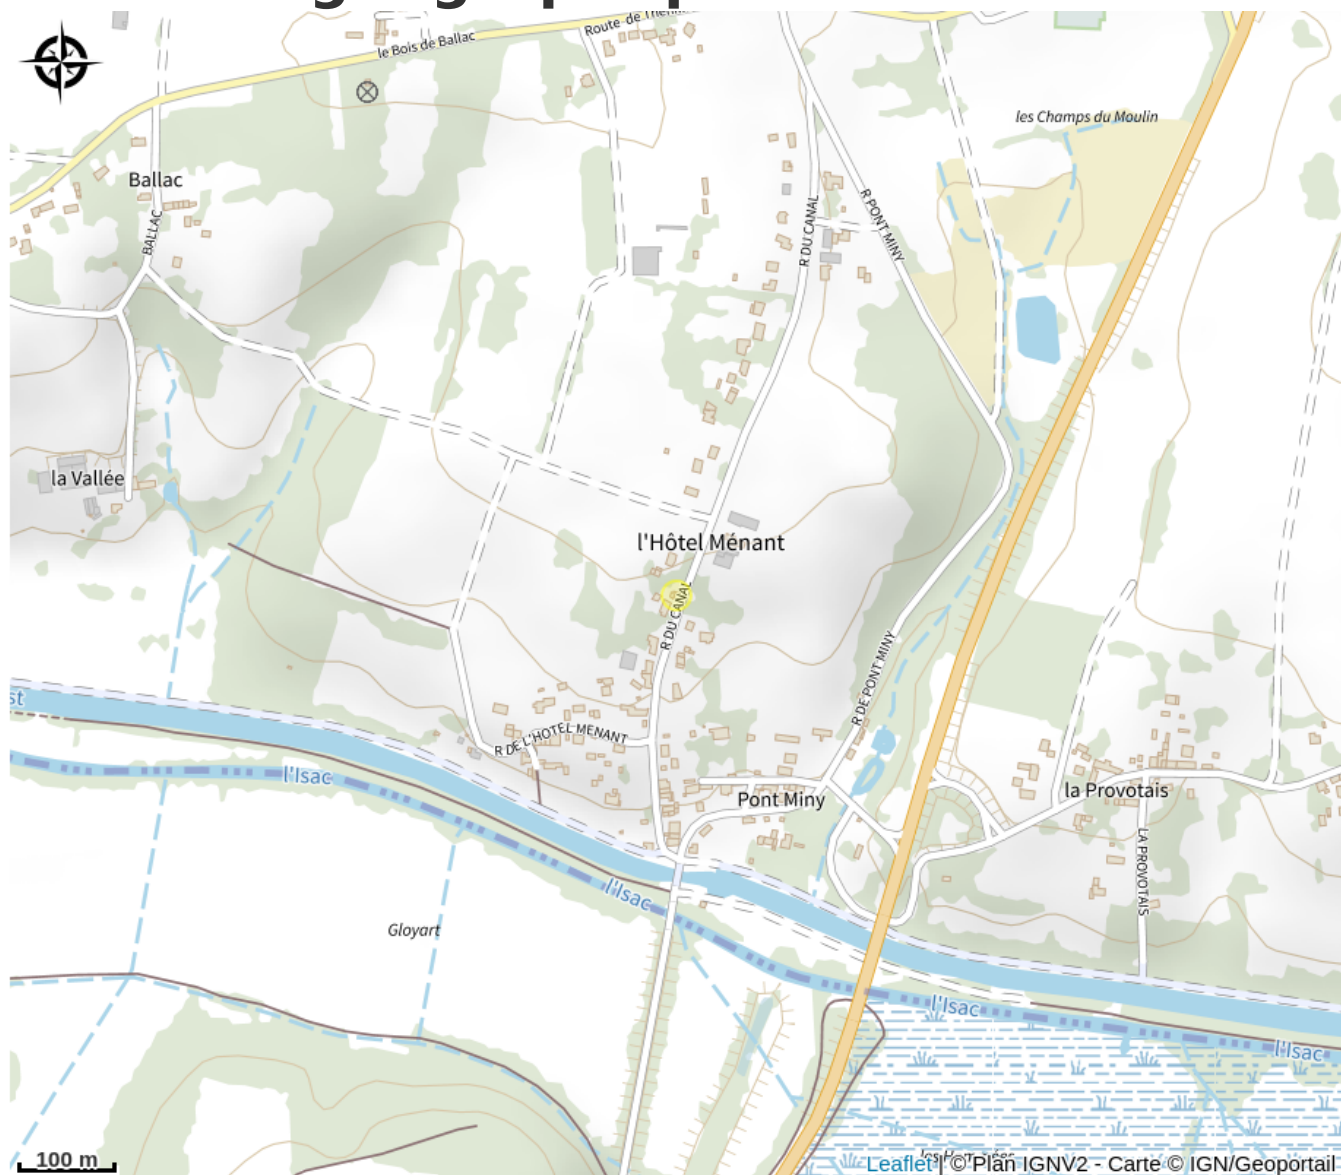 le Bois de Ballac
les Champs du Moulin
Ballac
BALLAC
R PONT MINY
R DU CANAL
la Vallée
l'Hôtel Ménant
R DU CANAL
R DE PONT MINY
st
R DE L'HOTEL MENANT
l'Isac
Pont Miny
la Provotais
LA PROVOTAIS
l'Isac
Gloyart
l'Isac
l'Isac
100 m
Leaflet | © Plan IGNV2 - Carte © IGN/Geoportail